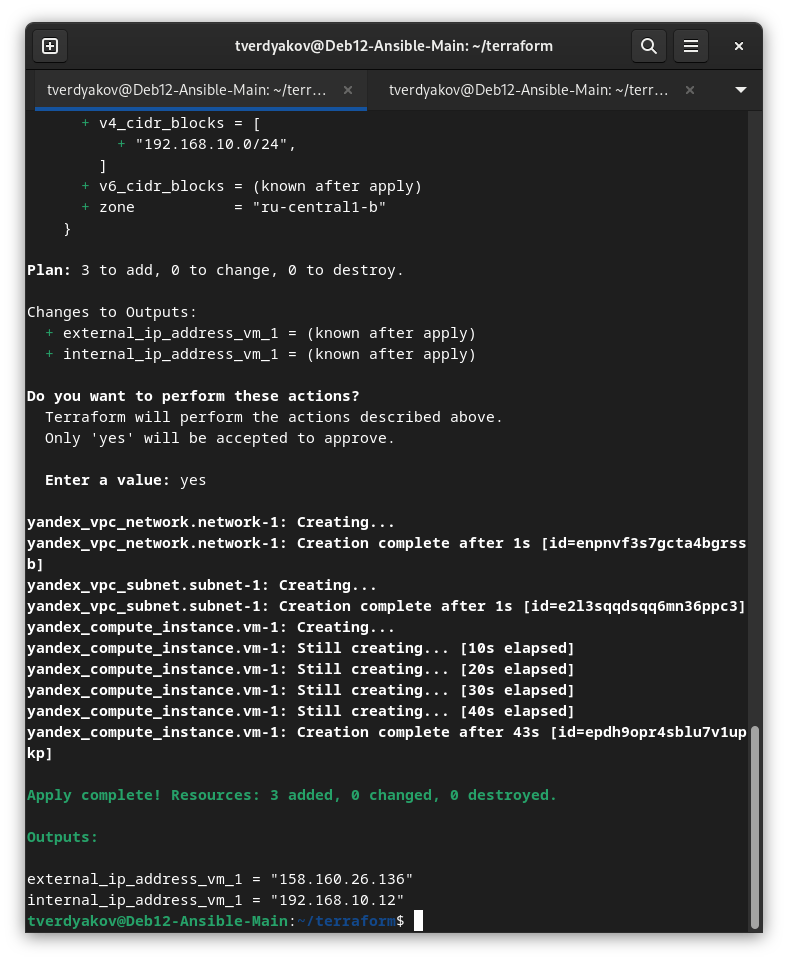 tverdyakov@Deb12-Ansible-Main: ~/terraform
tverdyakov@Deb12-Ansible-Main: ~/terr...
tverdyakov@Deb12-Ansible-Main: ~/terr...
+ v4_cidr_blocks = [
+ "192.168.10.0/24",
]
+ v6_cidr_blocks = (known after apply)
+ zone           = "ru-central1-b"
}
Plan: 3 to add, 0 to change, 0 to destroy.
Changes to Outputs:
+ external_ip_address_vm_1 = (known after apply)
+ internal_ip_address_vm_1 = (known after apply)
Do you want to perform these actions?
Terraform will perform the actions described above.
Only 'yes' will be accepted to approve.
Enter a value: yes
yandex_vpc_network.network-1: Creating...
yandex_vpc_network.network-1: Creation complete after 1s [id=enpnvf3s7gcta4bgrss
b]
yandex_vpc_subnet.subnet-1: Creating...
yandex_vpc_subnet.subnet-1: Creation complete after 1s [id=e2l3sqqdsqq6mn36ppc3]
yandex_compute_instance.vm-1: Creating...
yandex_compute_instance.vm-1: Still creating... [10s elapsed]
yandex_compute_instance.vm-1: Still creating... [20s elapsed]
yandex_compute_instance.vm-1: Still creating... [30s elapsed]
yandex_compute_instance.vm-1: Still creating... [40s elapsed]
yandex_compute_instance.vm-1: Creation complete after 43s [id=epdh9opr4sblu7v1up
kp]
Apply complete! Resources: 3 added, 0 changed, 0 destroyed.
Outputs:
external_ip_address_vm_1 = "158.160.26.136"
internal_ip_address_vm_1 = "192.168.10.12"
tverdyakov@Deb12-Ansible-Main:~/terraform$